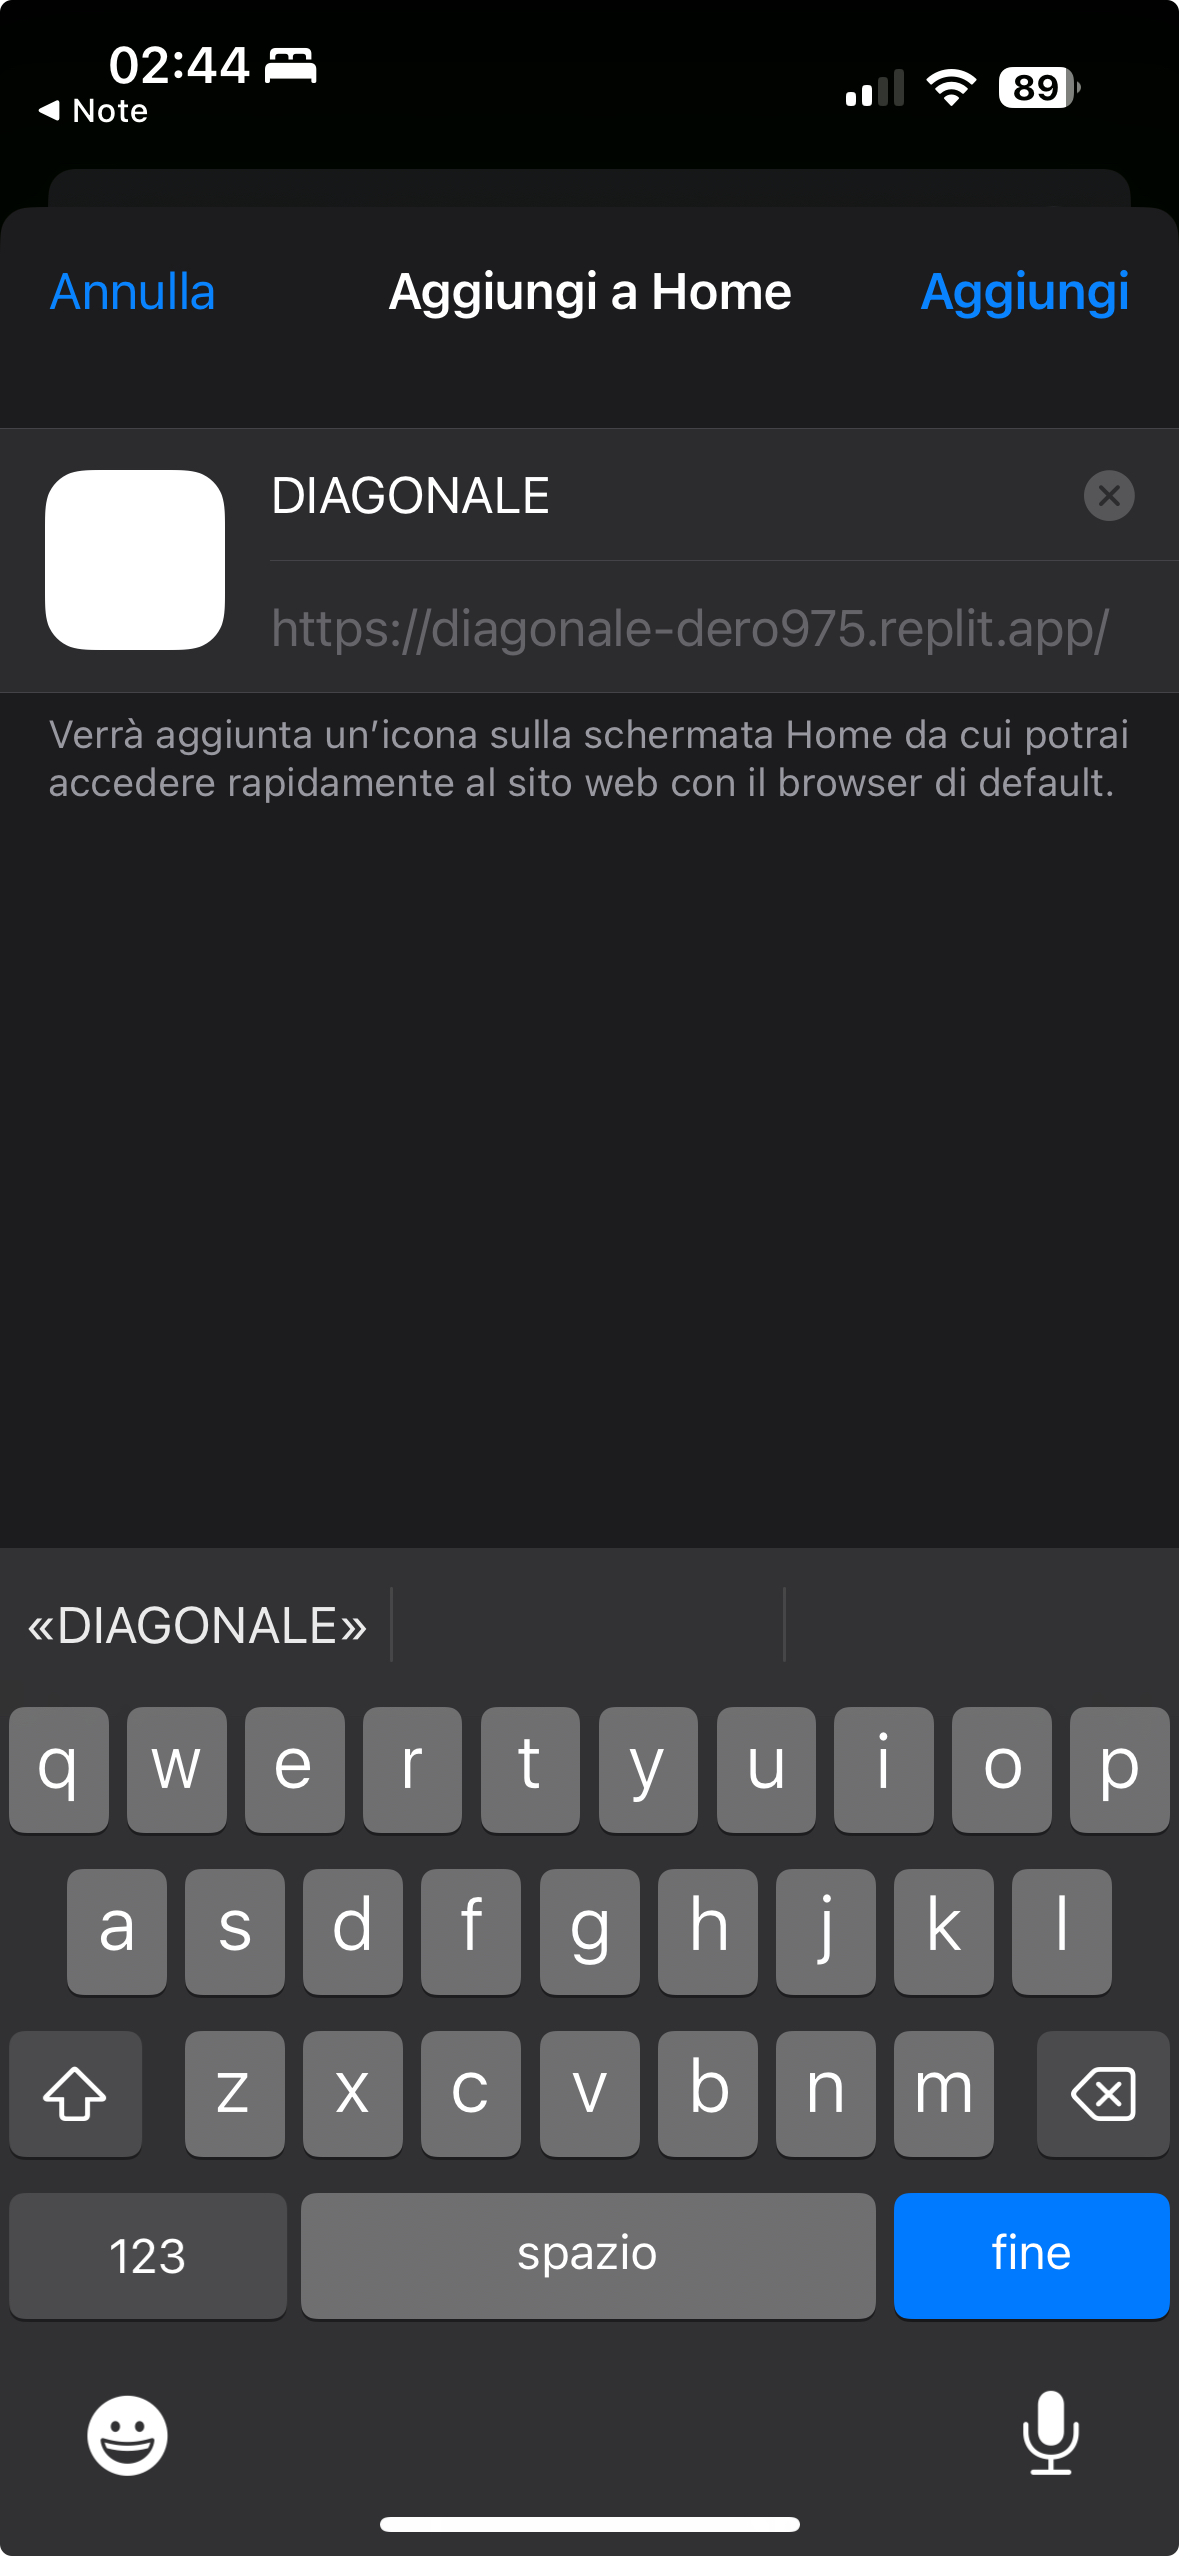 02:44
89
◀ Note
Annulla
Aggiungi a Home
Aggiungi
DIAGONALE
https://diagonale-dero975.replit.app/
Verrà aggiunta un’icona sulla schermata Home da cui potrai
accedere rapidamente al sito web con il browser di default.
«DIAGONALE»
q w e r t y u i o p
a s d f g h j k l
z x c v b n m
123
spazio
fine